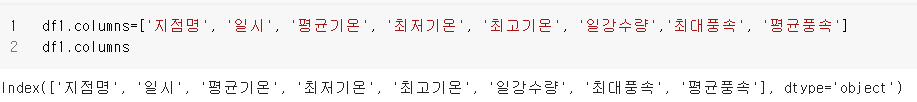 1 df1.columns=['지점명', '일시', '평균기온', '최저기온', '최고기온', '일강수량','최대풍속', '평균풍속']
2 df1.columns
Index(['지점명', '일시', '평균기온', '최저기온', '최고기온', '일강수량', '최대풍속', '평균풍속'], dtype='object')